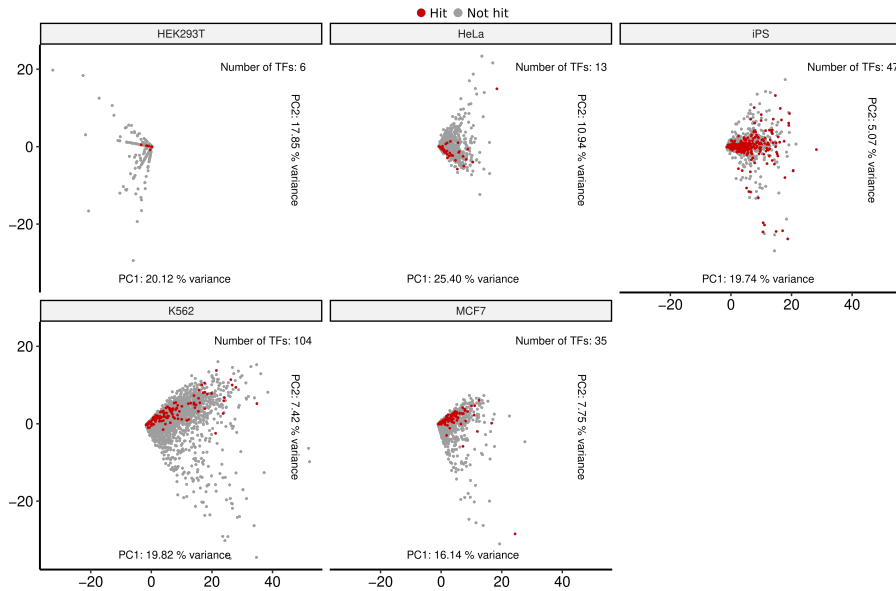 Hit Not hit
HEK293T HeLa iPS
Number of TFs: 6 Number of TFs: 13 Number of TFs: 47
20
0
−20
PC2: 17.85 % variance PC2: 10.94 % variance PC2: 5.07 % variance
PC1: 20.12 % variance PC1: 25.40 % variance PC1: 19.74 % variance
−20 0 20 40
K562 MCF7
Number of TFs: 104 Number of TFs: 35
20
0
−20
PC2: 7.42 % variance PC2: 7.75 % variance
PC1: 19.82 % variance PC1: 16.14 % variance
−20 0 20 40 −20 0 20 40